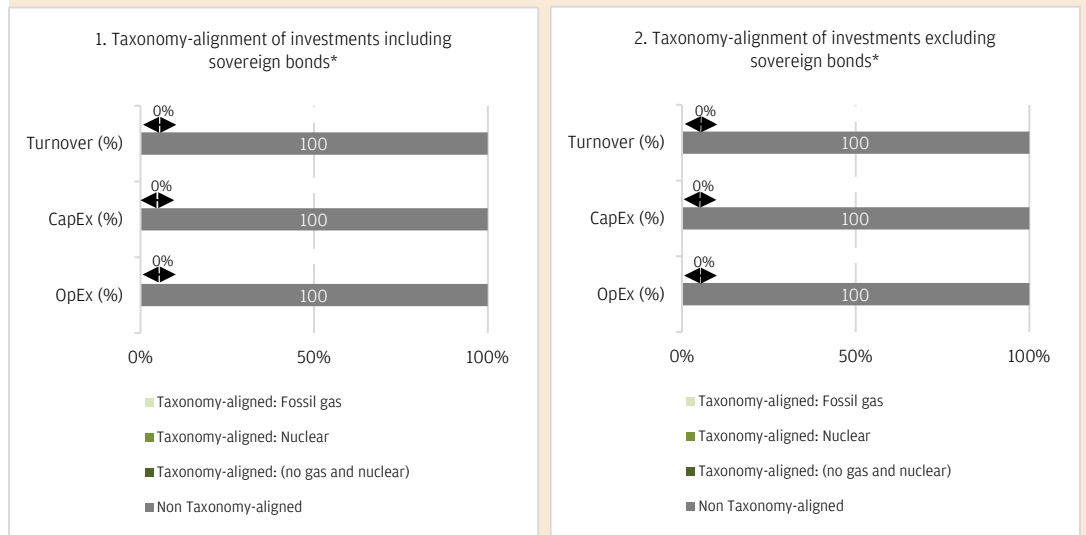 1. Taxonomy-alignment of investments including
sovereign bonds*
0%
Turnover (%)
100
0%
CapEx (%)
100
0%
OpEx (%)
100
0%
50%
100%
Taxonomy-aligned: Fossil gas
Taxonomy-aligned: Nuclear
Taxonomy-aligned: (no gas and nuclear)
Non Taxonomy-aligned
2. Taxonomy-alignment of investments excluding
sovereign bonds*
0%
Turnover (%)
100
0%
CapEx (%)
100
0%
OpEx (%)
100
0%
50%
100%
Taxonomy-aligned: Fossil gas
Taxonomy-aligned: Nuclear
Taxonomy-aligned: (no gas and nuclear)
Non Taxonomy-aligned